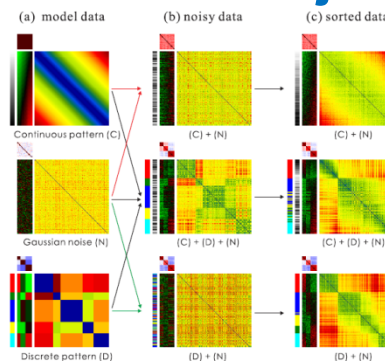 (a) model data (b) noisy data (c) sorted data
Continuous pattern (C) (C) + (N) (C) + (N)
Gaussian noise (N) (C) + (D) + (N) (C) + (D) + (N)
Discrete pattern (D) (D) + (N) (D) + (N)